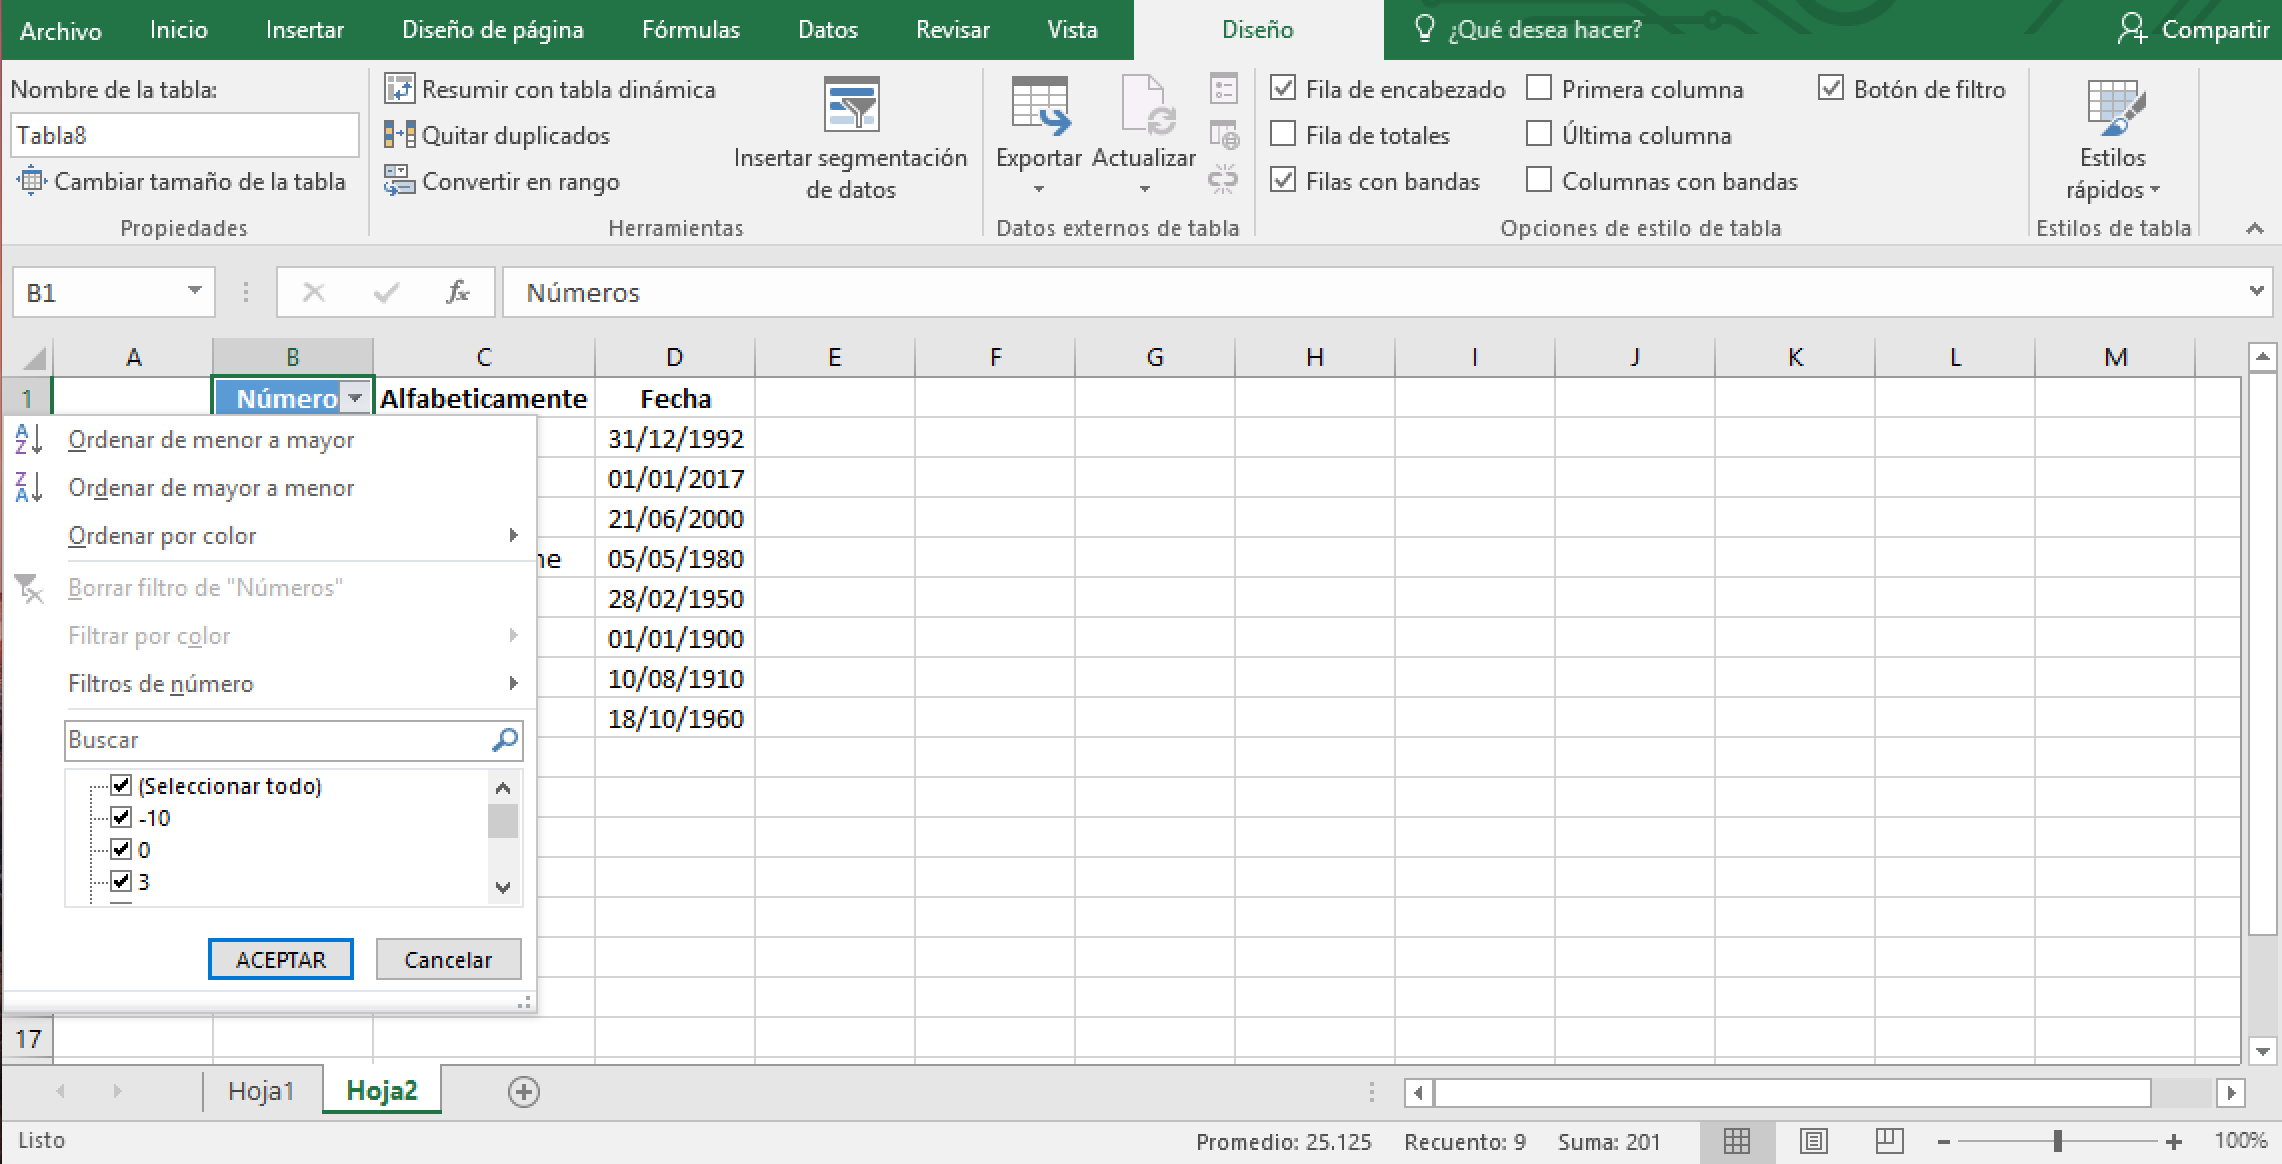 Archivo Inicio Insertar Diseño de página Fórmulas Datos Revisar Vista Diseño ¿Qué desea hacer? Compartir
Nombre de la tabla:
Tabla8
Cambiar tamaño de la tabla
Propiedades
Resumir con tabla dinámica
Quitar duplicados
Convertir en rango
Insertar segmentación
de datos
Herramientas
Exportar Actualizar
Datos externos de tabla
Fila de encabezado Primera columna Botón de filtro
Fila de totales Última columna
Filas con bandas Columnas con bandas
Opciones de estilo de tabla
Estilos
rápidos
Estilos de tabla
B1 fx Números
A B C D E F G H I J K L M
1 Número Alfabeticamente Fecha
31/12/1992
01/01/2017
21/06/2000
ne 05/05/1980
28/02/1950
01/01/1900
10/08/1910
18/10/1960
Ordenar de menor a mayor
Ordenar de mayor a menor
Ordenar por color
Borrar filtro de "Números"
Filtrar por color
Filtros de número
Buscar
(Seleccionar todo)
-10
0
3
ACEPTAR Cancelar
17
Hoja1 Hoja2
Listo Promedio: 25.125 Recuento: 9 Suma: 201 100%